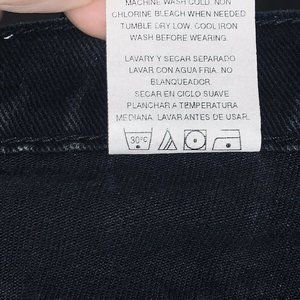 MACHINE WASH COLD. NON
CHLORINE BLEACH WHEN NEEDED
TUMBLE DRY LOW. COOL IRON
WASH BEFORE WEARING.
LAVAR Y SECAR SEPARADO
LAVAR CON AGUA FRIA. NO
BLANQUEADOR.
SECAR EN CICLO SUAVE
PLANCHAR A TEMPERATURA
MEDIANA. LAVAR ANTES DE USAR.
30°C